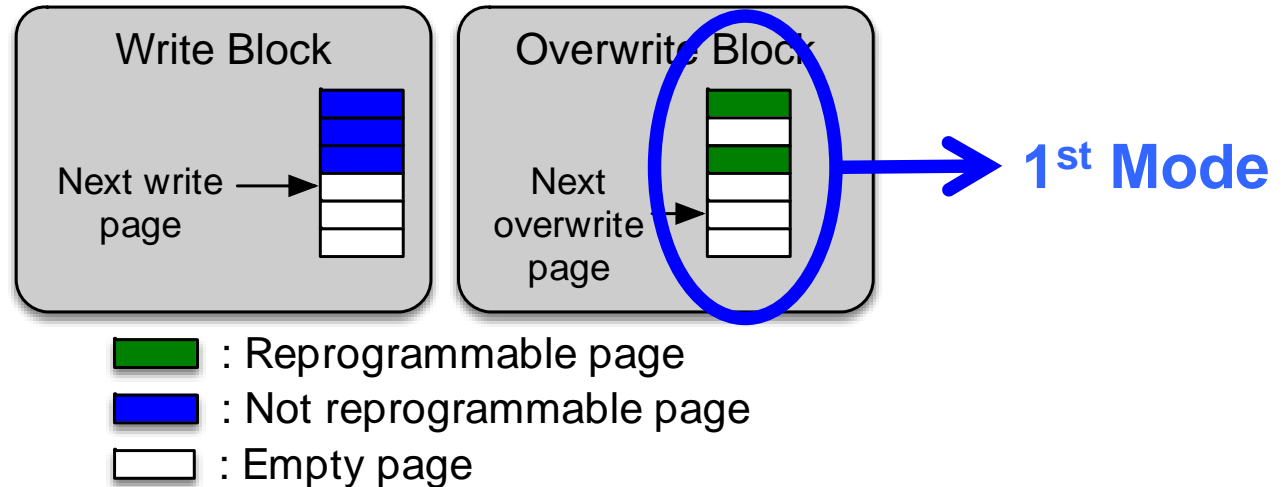 Write Block
Overwrite Block
Next write
page
Next
overwrite
page
1st Mode
: Reprogrammable page
: Not reprogrammable page
: Empty page